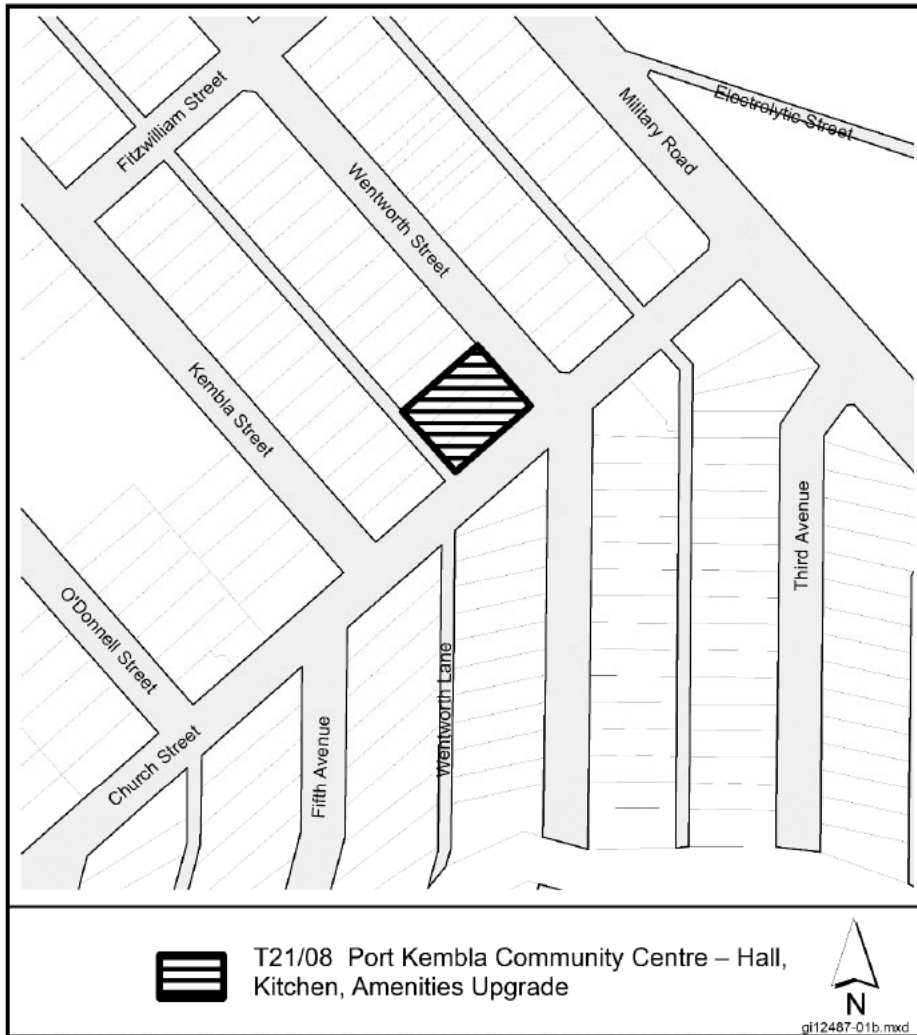 Electrolytic Street
Military Road
Fitzwilliam Street
Wentworth Street
Kembla Street
Third Avenue
O'Donnell Street
Wentworth Lane
Church Street
Fifth Avenue
T21/08 Port Kembla Community Centre – Hall,
Kitchen, Amenities Upgrade
N
gi12487-01b.mxd